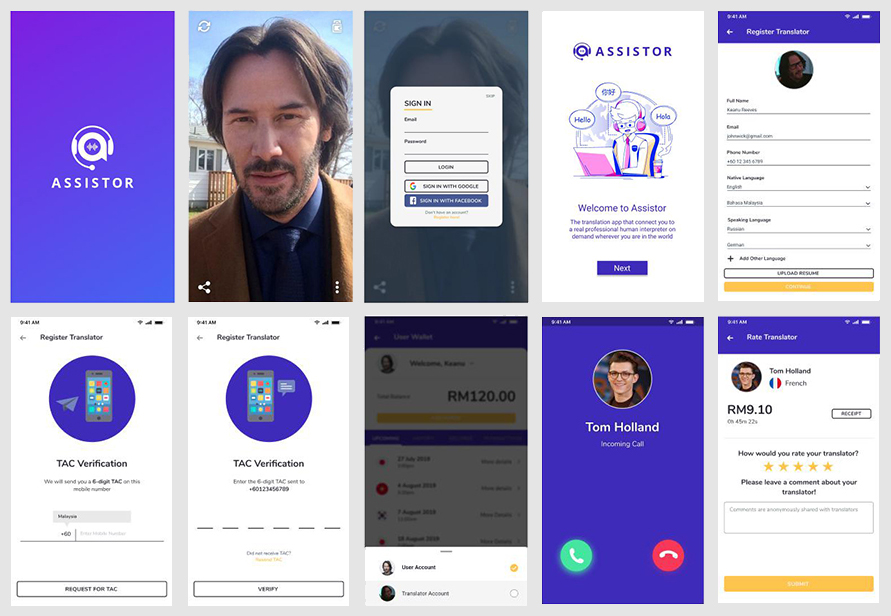 ASSISTOR
SKIP
SIGN IN
Email
Password
LOGIN
SIGN IN WITH GOOGLE
SIGN IN WITH FACEBOOK
Don't have an account?
ASSISTOR
你好
Hello
Hola
Welcome to Assistor
The translation app that connect you to
a real professional human interpreter on
demand wherever you are in the world
Next
9:41 AM
Register Translator
Full Name
Keanu Reeves
Email
johnwick@gmail.com
Phone Number
+60 12 345 6789
Native Language
English
Bahasa Malaysia
Speaking Language
Russian
German
Add Other Language
UPLOAD RESUME
CONTINUE
9:41 AM
Register Translator
TAC Verification
We will send you a 6-digit TAC on this
mobile number
Malaysia
+60 Enter Mobile Number
REQUEST FOR TAC
9:41 AM
Register Translator
TAC Verification
Enter the 6-digit TAC sent to
+60123456789
Did not receive TAC?
Resend TAC
VERIFY
9:41 AM
User Wallet
Welcome, Keanu
Total Balance
RM120.00
UPCOMING
27 July 2019
More details
6 August 2019
More details
7 August 2019
More Details
15 August 2019
More Details
User Account
Translator Account
9:41 AM
Tom Holland
Incoming Call
9:41 AM
Rate Translator
Tom Holland
French
RM9.10
0h 45m 22s
RECEIPT
How would you rate your translator?
Please leave a comment about your
translator!
Comments are anonymously shared with translators
SUBMIT